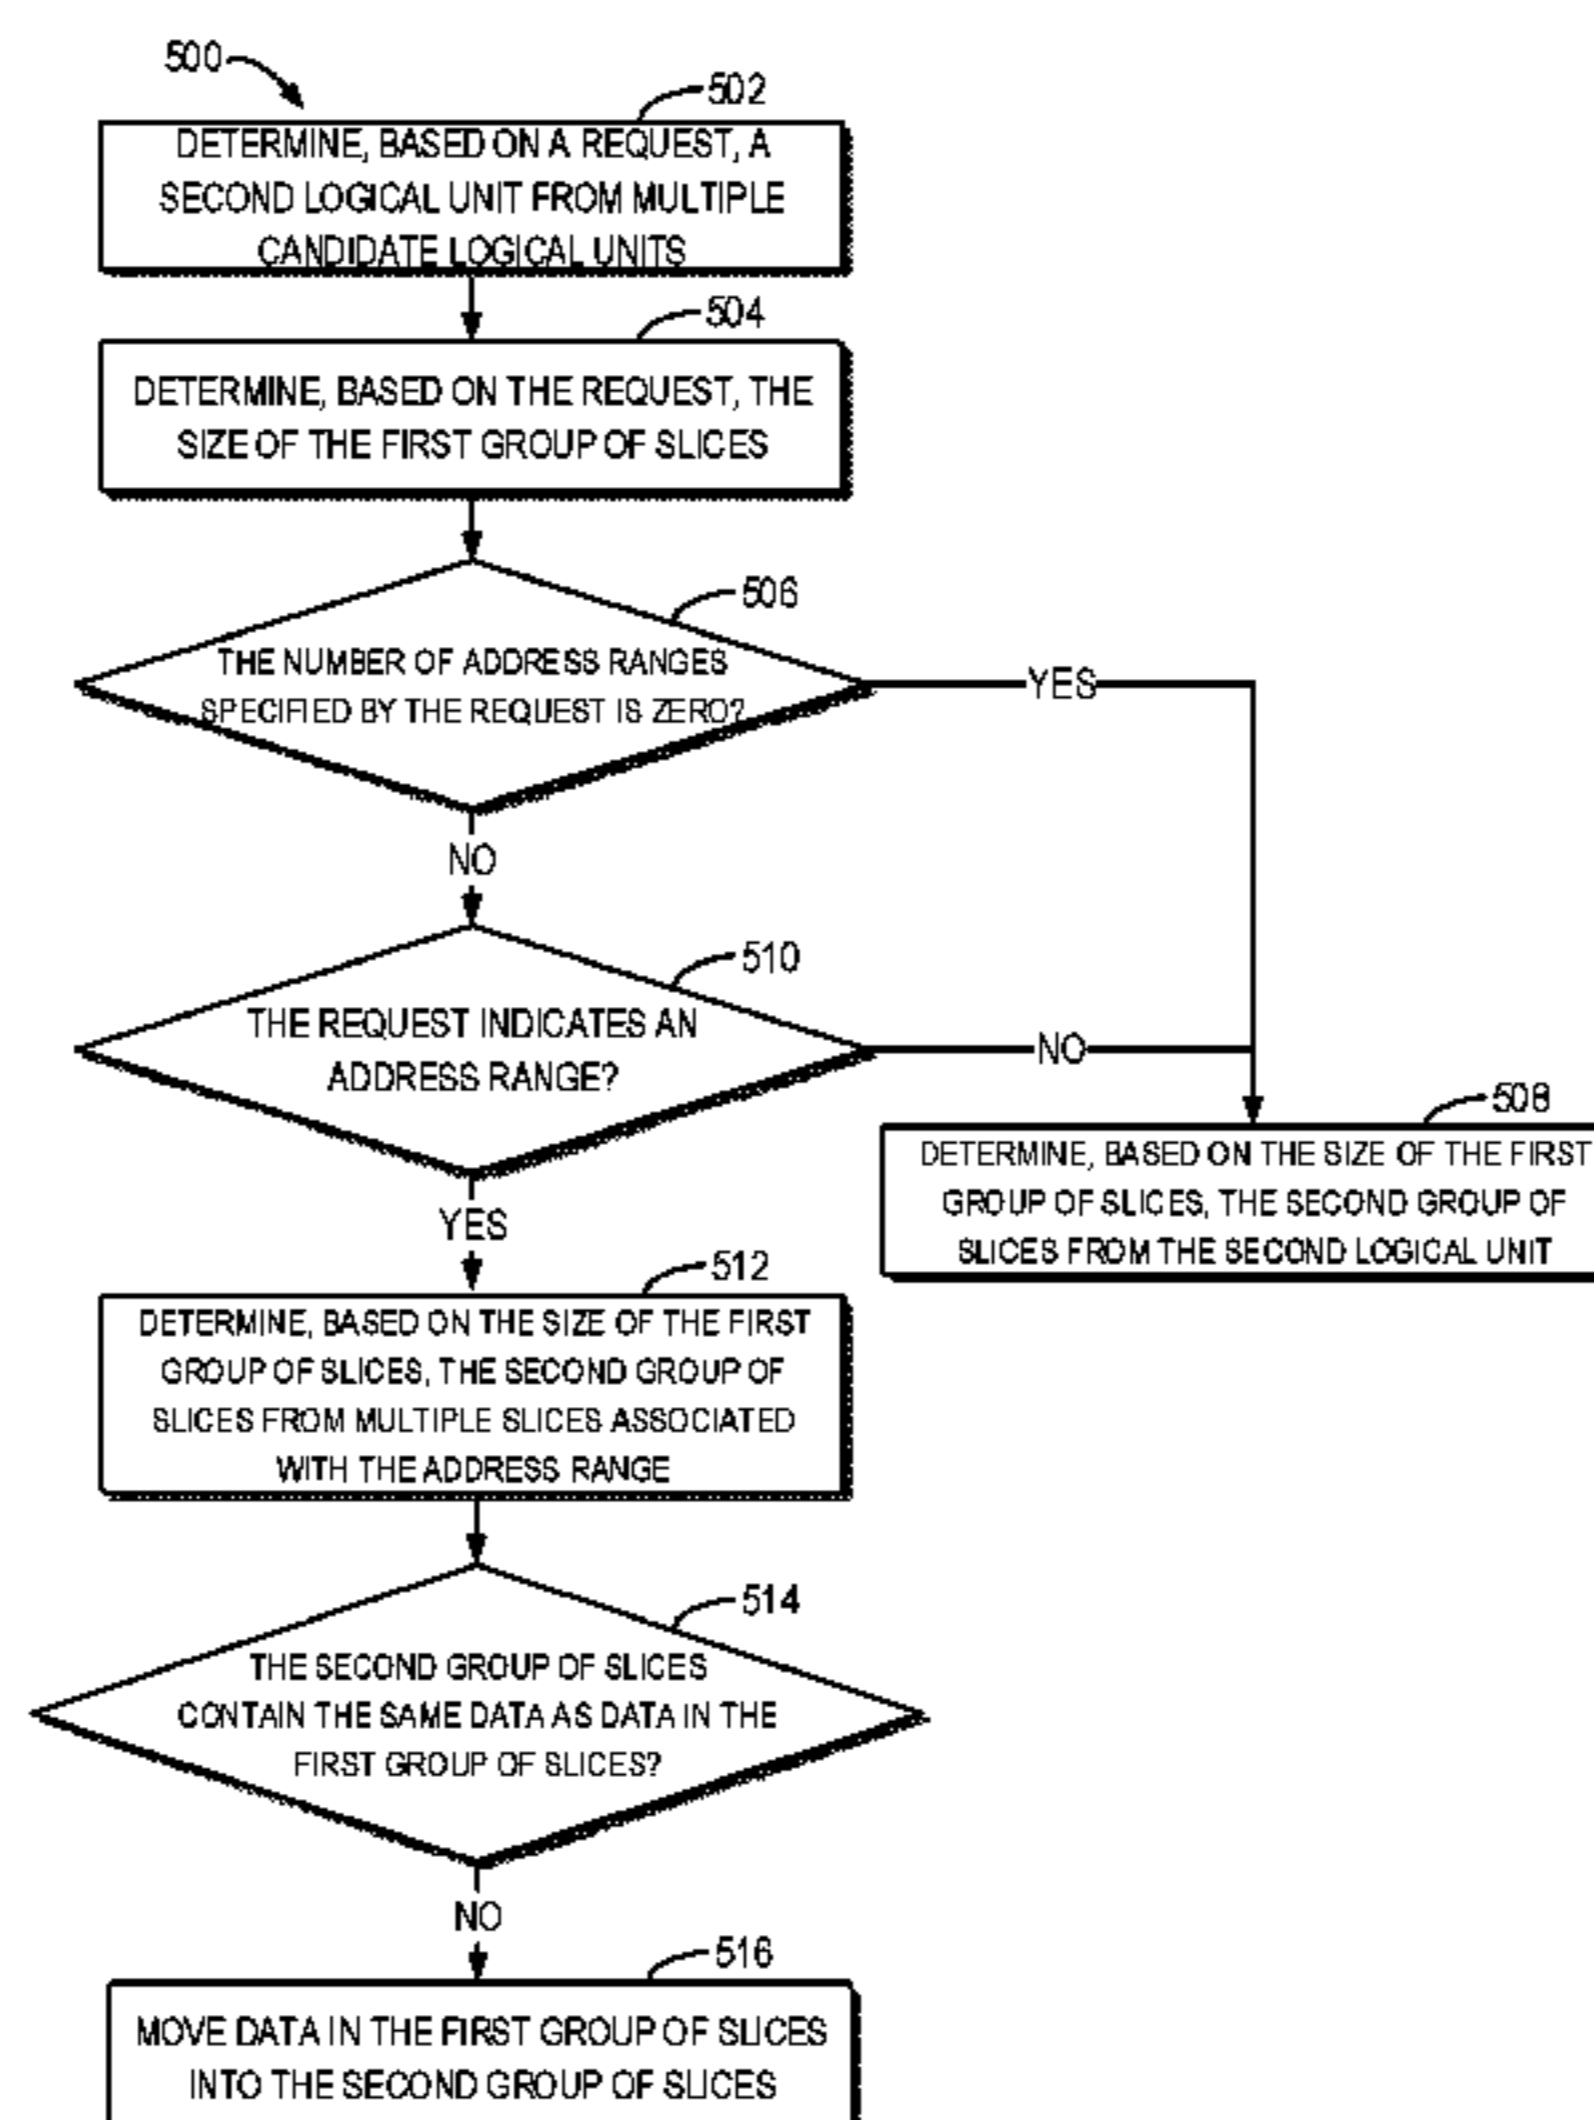 500
502
DETERMINE, BASED ON A REQUEST, A
SECOND LOGICAL UNIT FROM MULTIPLE
CANDIDATE LOGICAL UNITS
504
DETERMINE, BASED ON THE REQUEST, THE
SIZE OF THE FIRST GROUP OF SLICES
506
THE NUMBER OF ADDRESS RANGES
SPECIFIED BY THE REQUEST IS ZERO?
YES
NO
510
THE REQUEST INDICATES AN
ADDRESS RANGE?
NO
508
DETERMINE, BASED ON THE SIZE OF THE FIRST
GROUP OF SLICES, THE SECOND GROUP OF
SLICES FROM THE SECOND LOGICAL UNIT
YES
512
DETERMINE, BASED ON THE SIZE OF THE FIRST
GROUP OF SLICES, THE SECOND GROUP OF
SLICES FROM MULTIPLE SLICES ASSOCIATED
WITH THE ADDRESS RANGE
514
THE SECOND GROUP OF SLICES
CONTAIN THE SAME DATA AS DATA IN THE
FIRST GROUP OF SLICES?
NO
516
MOVE DATA IN THE FIRST GROUP OF SLICES
INTO THE SECOND GROUP OF SLICES